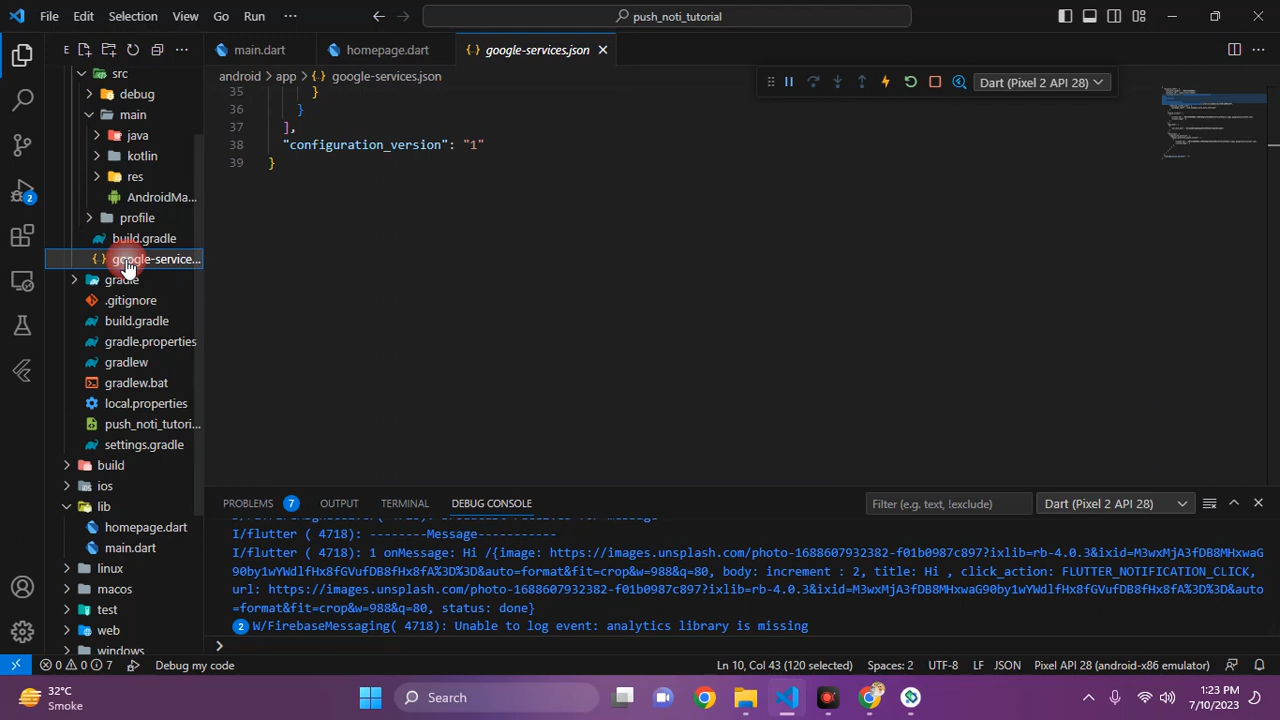 File Edit Selection View Go Run ···
push_noti_tutorial
E
main.dart
homepage.dart
google-services.json
android > app > google-services.json
Dart (Pixel 2 API 28)
src
debug
main
java
kotlin
res
AndroidMa...
profile
build.gradle
google-service...
gradle
.gitignore
build.gradle
gradle.properties
gradlew
gradlew.bat
local.properties
push_noti_tutori...
settings.gradle
build
ios
lib
homepage.dart
main.dart
linux
macos
test
web
windows
2
35 }
36 }
37 ],
38 "configuration_version": "1"
39 }
PROBLEMS 7 OUTPUT TERMINAL DEBUG CONSOLE
Filter (e.g. text, !exclude)
Dart (Pixel 2 API 28)
I/flutter ( 4718): --------Message-----------
I/flutter ( 4718): 1 onMessage: Hi /{image: https://images.unsplash.com/photo-1688607932382-f01b0987c897?ixlib=rb-4.0.3&ixid=M3wxMjA3fDB8MHxwaG
90by1wYWdlfHx8fGVufDB8fHx8fA%3D%3D&auto=format&fit=crop&w=988&q=80, body: increment : 2, title: Hi , click_action: FLUTTER_NOTIFICATION_CLICK,
url: https://images.unsplash.com/photo-1688607932382-f01b0987c897?ixlib=rb-4.0.3&ixid=M3wxMjA3fDB8MHxwaG90by1wYWdlfHx8fGVufDB8fHx8fA%3D%3D&auto
=format&fit=crop&w=988&q=80, status: done}
2 W/FirebaseMessaging( 4718): Unable to log event: analytics library is missing
0 0 7 Debug my code
Ln 10, Col 43 (120 selected) Spaces: 2 UTF-8 LF JSON Pixel API 28 (android-x86 emulator)
32°C
Smoke
Search
1:23 PM
7/10/2023